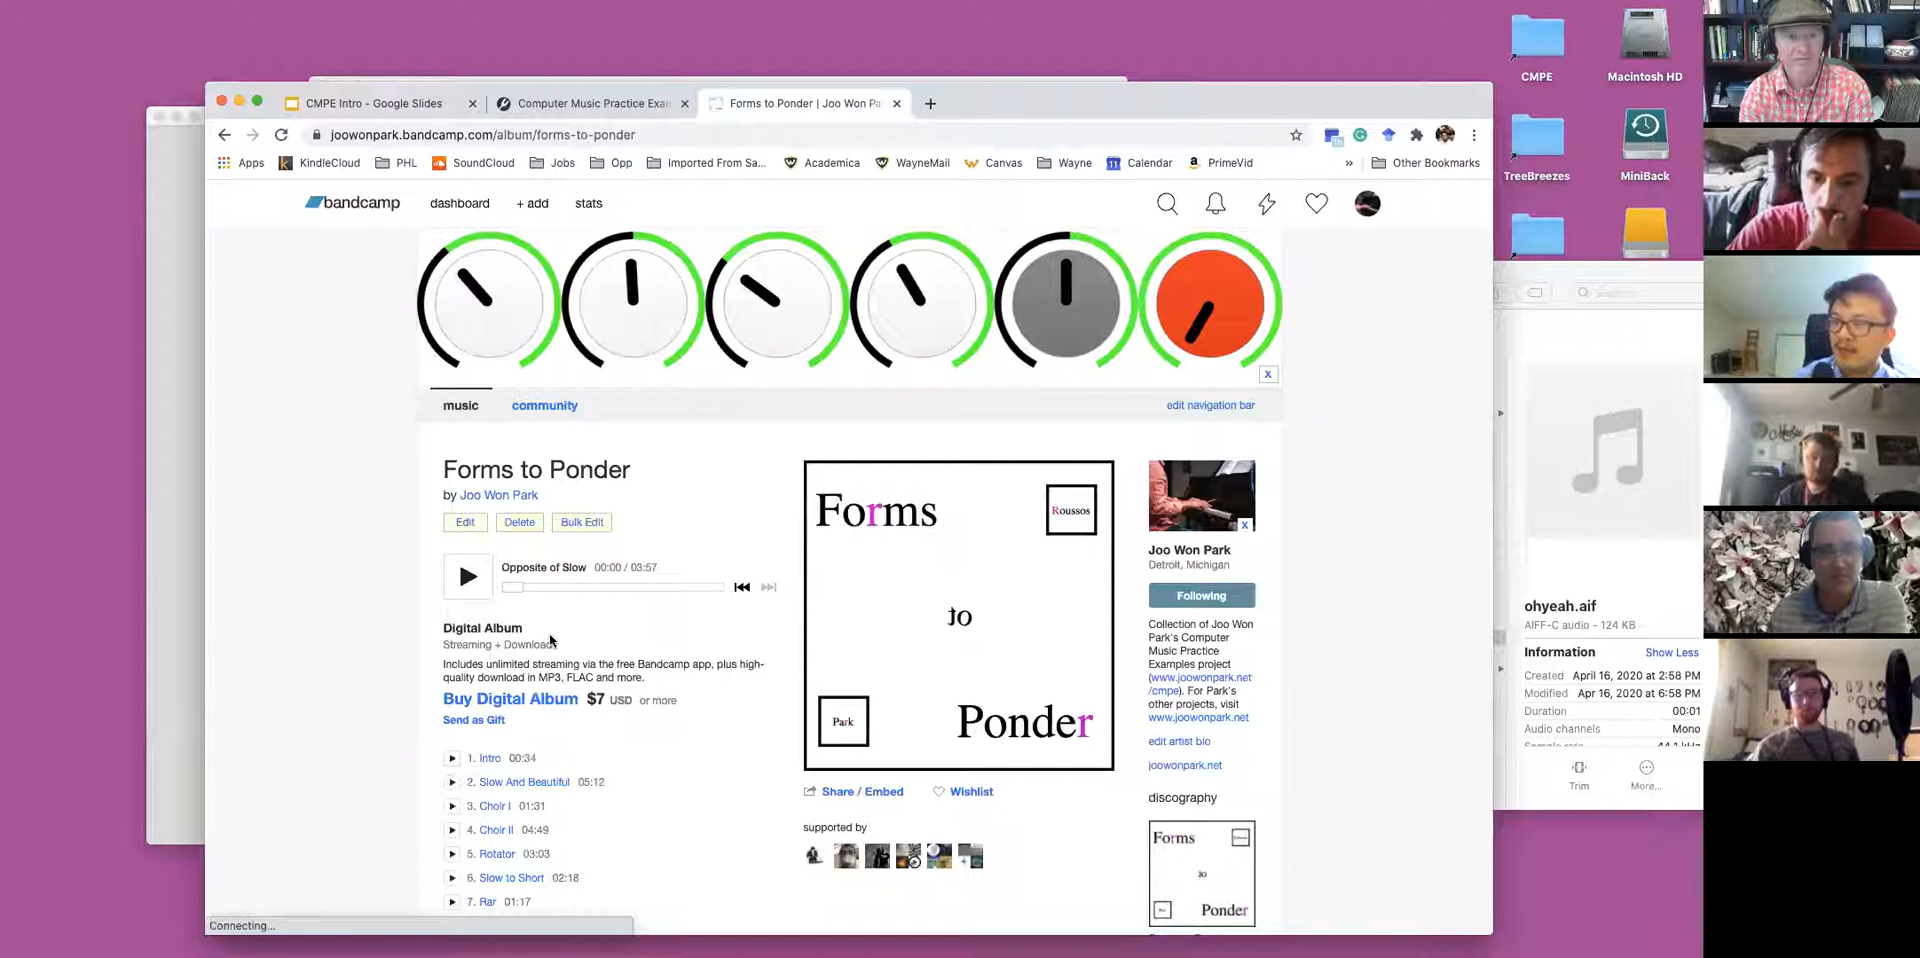 CMPE Intro - Google Slides
Computer Music Practice Exan
Forms to Ponder | Joo Won Pa
joowonpark.bandcamp.com/album/forms-to-ponder
Apps
KindleCloud
PHL
SoundCloud
Jobs
Opp
Imported From Sa...
Academica
WayneMail
Canvas
Wayne
11
Calendar
PrimeVid
»
Other Bookmarks
bandcamp
dashboard
+ add
stats
X
music
community
edit navigation bar
Forms to Ponder
by Joo Won Park
Edit
Delete
Bulk Edit
Opposite of Slow 00:00 / 03:57
Digital Album
Streaming + Download
Includes unlimited streaming via the free Bandcamp app, plus high-
quality download in MP3, FLAC and more.
Buy Digital Album $7 USD or more
Send as Gift
1. Intro 00:34
2. Slow And Beautiful 05:12
3. Choir I 01:31
4. Choir II 04:49
5. Rotator 03:03
6. Slow to Short 02:18
7. Rar 01:17
Forms
Roussos
to
Park
Ponder
Share / Embed
Wishlist
supported by
X
Joo Won Park
Detroit, Michigan
Following
Collection of Joo Won
Park's Computer
Music Practice
Examples project
(www.joowonpark.net
/cmpe). For Park's
other projects, visit
www.joowonpark.net
edit artist bio
joowonpark.net
discography
Forms
to
Ponder
Connecting...
CMPE
Macintosh HD
TreeBreezes
MiniBack
ohyeah.aif
AIFF-C audio - 124 KB
Information
Show Less
Created April 16, 2020 at 2:58 PM
Modified Apr 16, 2020 at 6:58 PM
Duration 00:01
Audio channels Mono
Trim
More...